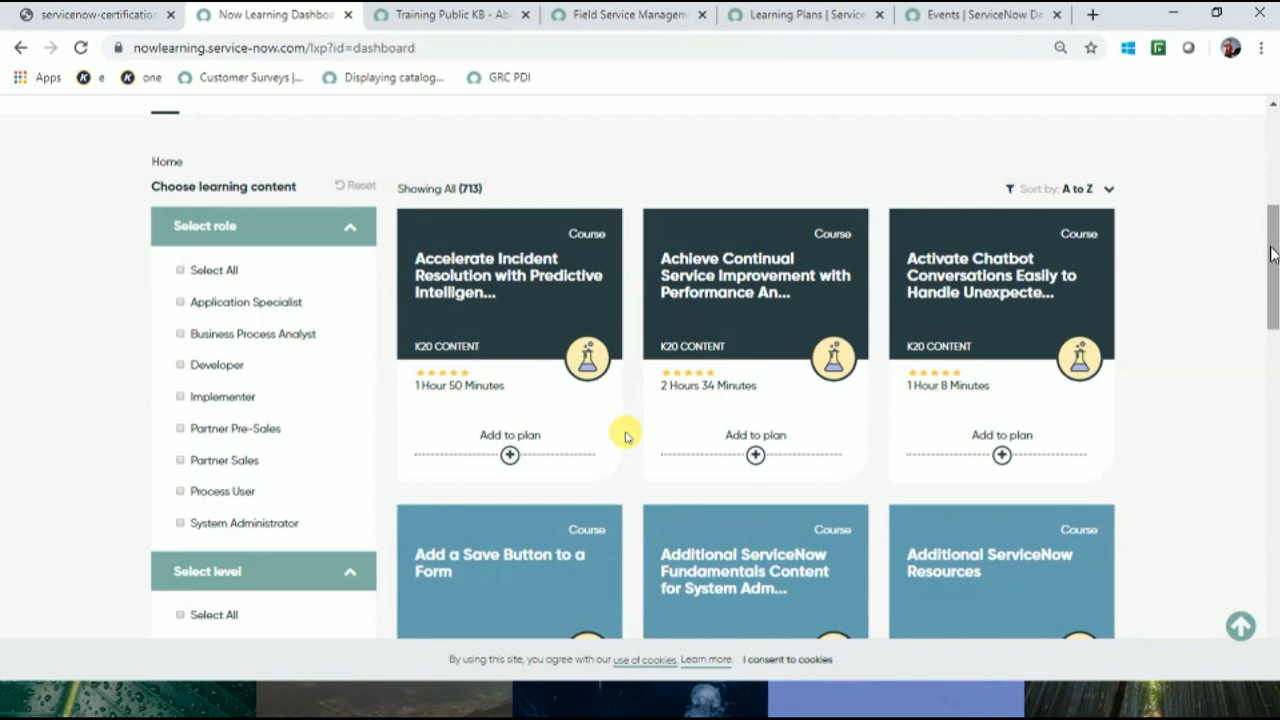 servicenow-certification
Now Learning Dashboa
Training Public KB - Abo
Field Service Managem
Learning Plans | Service
Events | ServiceNow De
nowlearning.service-now.com/lxp?id=dashboard
Apps
e
one
Customer Surveys |...
Displaying catalog...
GRC PDI
Home
Choose learning content
Reset
Showing All (713)
Sort by: A to Z
Select role
Select All
Application Specialist
Business Process Analyst
Developer
Implementer
Partner Pre-Sales
Partner Sales
Process User
System Administrator
Select level
Select All
Course
Accelerate Incident
Resolution with Predictive
Intelligen...
K20 CONTENT
1 Hour 50 Minutes
Add to plan
Course
Achieve Continual
Service Improvement with
Performance An...
K20 CONTENT
2 Hours 34 Minutes
Add to plan
Course
Activate Chatbot
Conversations Easily to
Handle Unexpecte...
K20 CONTENT
1 Hour 8 Minutes
Add to plan
Course
Add a Save Button to a
Form
Course
Additional ServiceNow
Fundamentals Content
for System Adm...
Course
Additional ServiceNow
Resources
By using this site, you agree with our use of cookies. Learn more. I consent to cookies